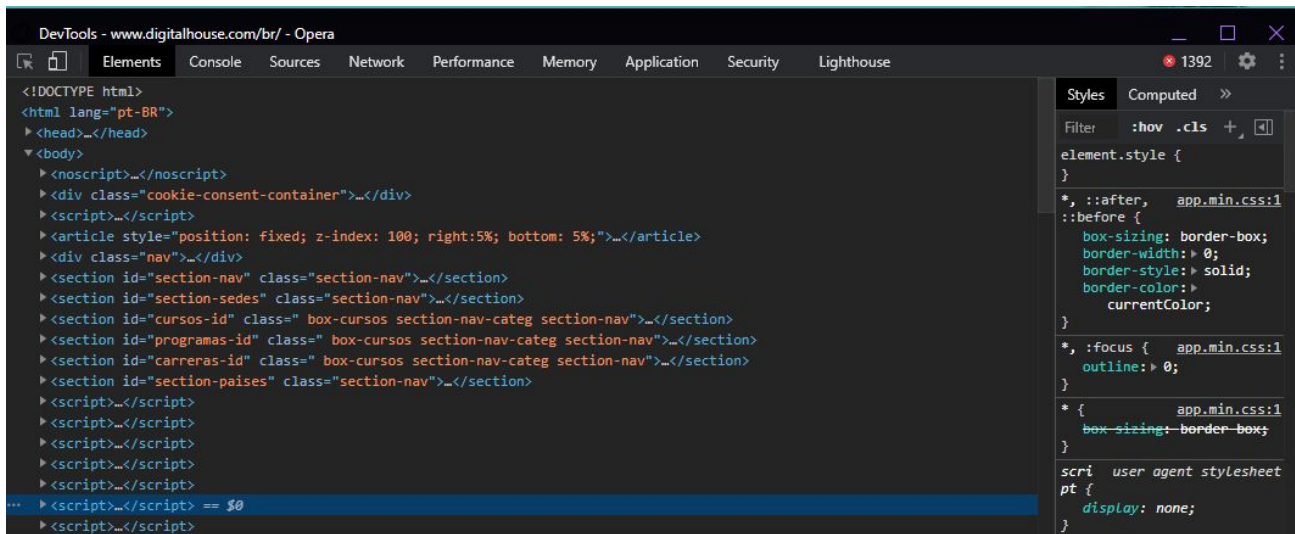 DevTools - www.digitalhouse.com/br/ - Opera
Elements Console Sources Network Performance Memory Application Security Lighthouse 1392
<!DOCTYPE html>
<html lang="pt-BR">
<head>…</head>
<body>
<noscript>…</noscript>
<div class="cookie-consent-container">…</div>
<script>…</script>
<article style="position: fixed; z-index: 100; right:5%; bottom: 5%;">…</article>
<div class="nav">…</div>
<section id="section-nav" class="section-nav">…</section>
<section id="section-sedes" class="section-nav">…</section>
<section id="cursos-id" class=" box-cursos section-nav-categ section-nav">…</section>
<section id="programas-id" class=" box-cursos section-nav-categ section-nav">…</section>
<section id="carreras-id" class=" box-cursos section-nav-categ section-nav">…</section>
<section id="section-paises" class="section-nav">…</section>
<script>…</script>
<script>…</script>
<script>…</script>
<script>…</script>
<script>…</script>
… <script>…</script> == $0
<script>…</script>
Styles Computed »
Filter :hov .cls +
element.style {
}
*, ::after, app.min.css:1
::before {
box-sizing: border-box;
border-width: 0;
border-style: solid;
border-color:
currentColor;
}
*, :focus { app.min.css:1
outline: 0;
}
* { app.min.css:1
box-sizing: border-box;
}
scri user agent stylesheet
pt {
display: none;
}